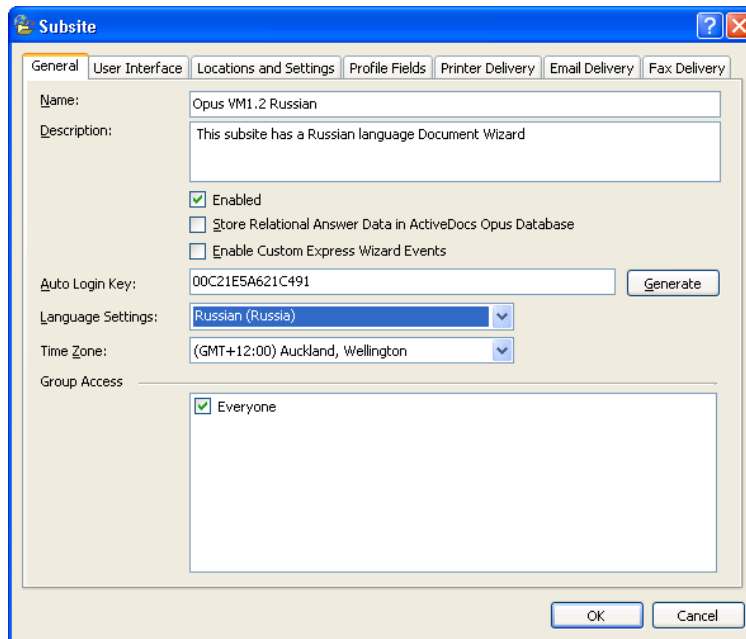 Subsite
General User Interface Locations and Settings Profile Fields Printer Delivery Email Delivery Fax Delivery
Name: Opus VM1.2 Russian
Description: This subsite has a Russian language Document Wizard
Enabled
Store Relational Answer Data in ActiveDocs Opus Database
Enable Custom Express Wizard Events
Auto Login Key: 00C21E5A621C491 Generate
Language Settings: Russian (Russia)
Time Zone: (GMT+12:00) Auckland, Wellington
Group Access
Everyone
OK Cancel